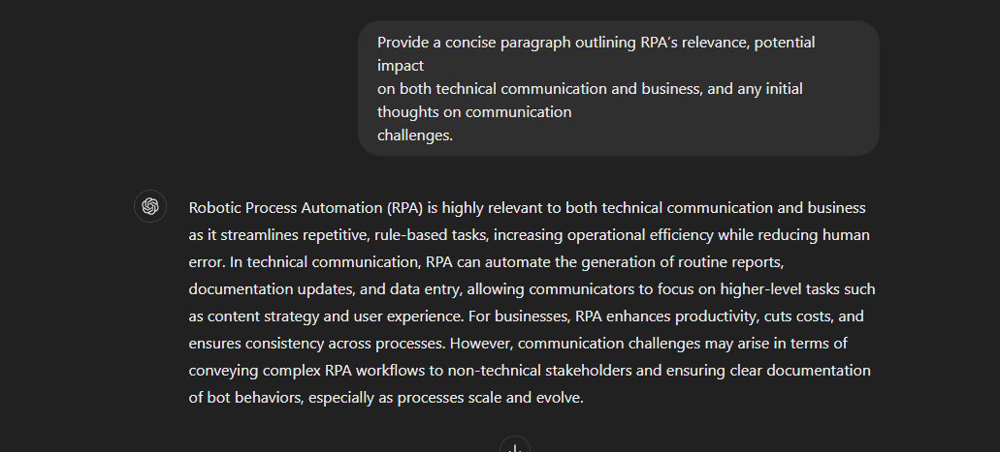 Provide a concise paragraph outlining RPA's relevance, potential
impact
on both technical communication and business, and any initial
thoughts on communication
challenges.
Robotic Process Automation (RPA) is highly relevant to both technical communication and business
as it streamlines repetitive, rule-based tasks, increasing operational efficiency while reducing human
error. In technical communication, RPA can automate the generation of routine reports,
documentation updates, and data entry, allowing communicators to focus on higher-level tasks such
as content strategy and user experience. For businesses, RPA enhances productivity, cuts costs, and
ensures consistency across processes. However, communication challenges may arise in terms of
conveying complex RPA workflows to non-technical stakeholders and ensuring clear documentation
of bot behaviors, especially as processes scale and evolve.